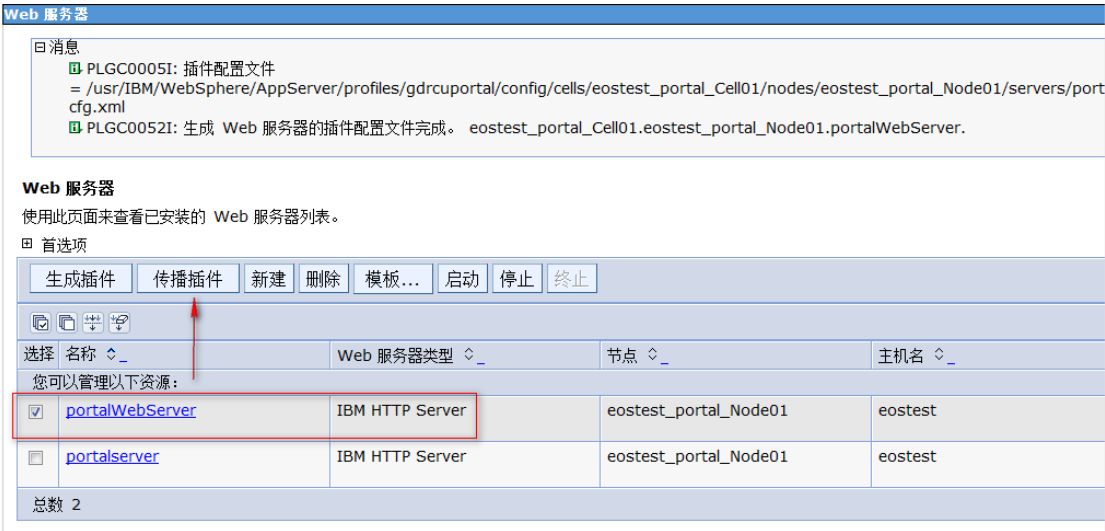 Web 服务器
消息
PLGC0005I: 插件配置文件
= /usr/IBM/WebSphere/AppServer/profiles/gdrcuportal/config/cells/eostest_portal_Cell01/nodes/eostest_portal_Node01/servers/port
cfg.xml
PLGC0052I: 生成 Web 服务器的插件配置文件完成。 eostest_portal_Cell01.eostest_portal_Node01.portalWebServer.
Web 服务器
使用此页面来查看已安装的 Web 服务器列表。
首选项
生成插件 传播插件 新建 删除 模板... 启动 停止 终止
选择 名称 Web 服务器类型 节点 主机名
您可以管理以下资源：
portalWebServer IBM HTTP Server eostest_portal_Node01 eostest
portalserver IBM HTTP Server eostest_portal_Node01 eostest
总数 2